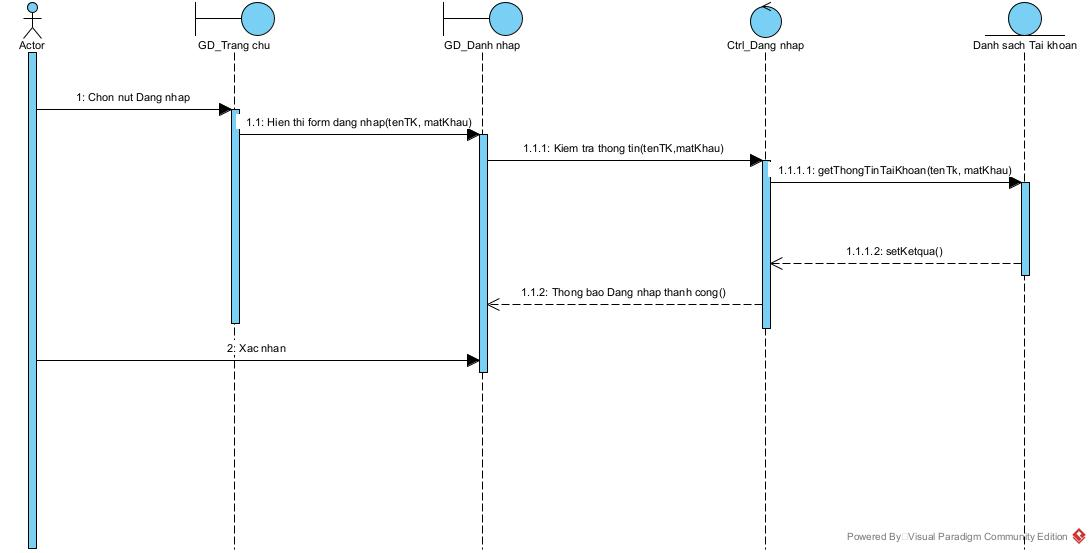 Actor
GD_Trang chu
GD_Danh nhap
Ctrl_Dang nhap
Danh sach Tai khoan
1: Chon nut Dang nhap
1.1: Hien thi form dang nhap(tenTK, matKhau)
1.1.1: Kiem tra thong tin(tenTK,matKhau)
1.1.1.1: getThongTinTaiKhoan(tenTk, matKhau)
1.1.1.2: setKetqua()
1.1.2: Thong bao Dang nhap thanh cong()
2: Xac nhan
Powered By Visual Paradigm Community Edition